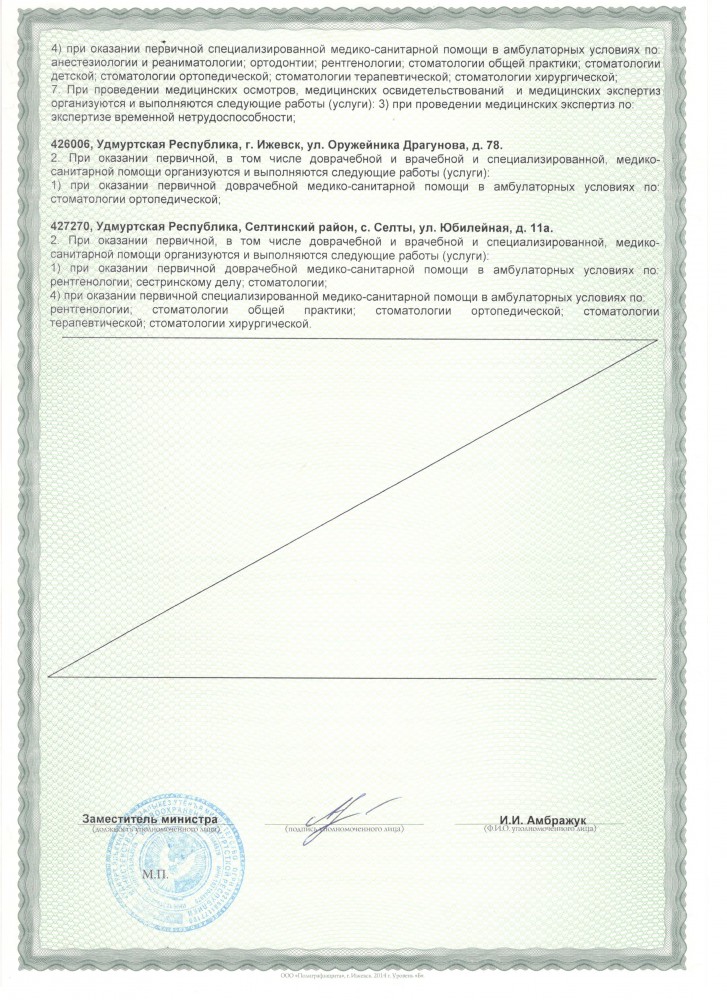 4) при оказании первичной специализированной медико-санитарной помощи в амбулаторных условиях по:
анестезиологии и реаниматологии; ортодонтии; рентгенологии; стоматологии общей практики; стоматологии
детской; стоматологии ортопедической; стоматологии терапевтической; стоматологии хирургической;
7. При проведении медицинских осмотров, медицинских освидетельствований и медицинских экспертиз
организуются и выполняются следующие работы (услуги): 3) при проведении медицинских экспертиз по:
экспертизе временной нетрудоспособности;
426006, Удмуртская Республика, г. Ижевск, ул. Оружейника Драгунова, д. 78.
2. При оказании первичной, в том числе доврачебной и врачебной и специализированной, медико-
санитарной помощи организуются и выполняются следующие работы (услуги):
1) при оказании первичной доврачебной медико-санитарной помощи в амбулаторных условиях по:
стоматологии ортопедической;
427270, Удмуртская Республика, Селтинский район, с. Селты, ул. Юбилейная, д. 11а.
2. При оказании первичной, в том числе доврачебной и врачебной и специализированной, медико-
санитарной помощи организуются и выполняются следующие работы (услуги):
1) при оказании первичной доврачебной медико-санитарной помощи в амбулаторных условиях по:
рентгенологии; сестринскому делу; стоматологии;
4) при оказании первичной специализированной медико-санитарной помощи в амбулаторных условиях по:
рентгенологии; стоматологии общей практики; стоматологии ортопедической; стоматологии
терапевтической; стоматологии хирургической.
Заместитель министра И.И. Амбражук
(должность уполномоченного лица) (подпись уполномоченного лица) (Ф.И.О. уполномоченного лица)
М.П.
г. Ижевск, 2014 г. Уровень «Б»